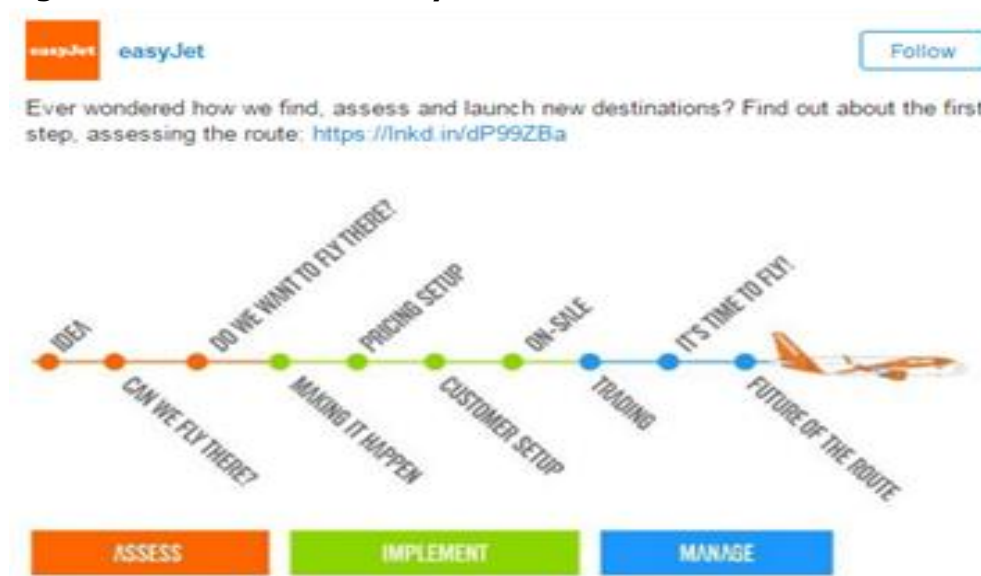 easyJet
easyJet
Follow
Ever wondered how we find, assess and launch new destinations? Find out about the first
step, assessing the route: https://lnkd.in/dP99ZBa
IDEA
CAN WE FLY THERE?
DO WE WANT TO FLY THERE?
MAKING IT HAPPEN
PRICING SETUP
CUSTOMER SETUP
ON-SALE
TRADING
IT'S TIME TO FLY!
FUTURE OF THE ROUTE
ASSESS
IMPLEMENT
MANAGE